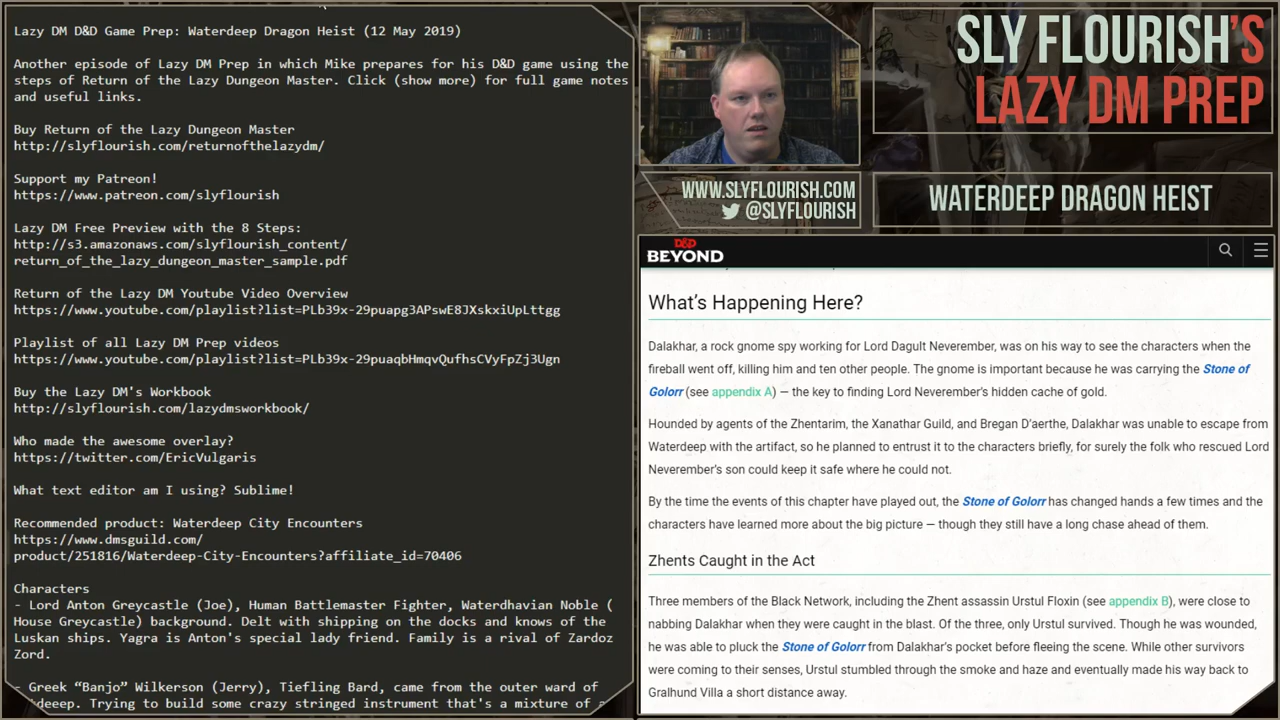 Lazy DM D&D Game Prep: Waterdeep Dragon Heist (12 May 2019)
Another episode of Lazy DM Prep in which Mike prepares for his D&D game using the
steps of Return of the Lazy Dungeon Master. Click (show more) for full game notes
and useful links.
Buy Return of the Lazy Dungeon Master
http://slyflourish.com/returnofthelazydm/
Support my Patreon!
https://www.patreon.com/slyflourish
Lazy DM Free Preview with the 8 Steps:
http://s3.amazonaws.com/slyflourish_content/
return_of_the_lazy_dungeon_master_sample.pdf
Return of the Lazy DM Youtube Video Overview
https://www.youtube.com/playlist?list=PLb39x-29puapg3APswE8JXskxiUpLttgg
Playlist of all Lazy DM Prep videos
https://www.youtube.com/playlist?list=PLb39x-29puaqbHmqvQufhsCVyFpZj3Ugn
Buy the Lazy DM's Workbook
http://slyflourish.com/lazydmsworkbook/
Who made the awesome overlay?
https://twitter.com/EricVulgaris
What text editor am I using? Sublime!
Recommended product: Waterdeep City Encounters
https://www.dmsguild.com/
product/251816/Waterdeep-City-Encounters?affiliate_id=70406
Characters
- Lord Anton Greycastle (Joe), Human Battlemaster Fighter, Waterdhavian Noble (
House Greycastle) background. Delt with shipping on the docks and knows of the
Luskan ships. Yagra is Anton's special lady friend. Family is a rival of Zardoz
Zord.
- Greek “Banjo” Wilkerson (Jerry), Tiefling Bard, came from the outer ward of
deeep. Trying to build some crazy stringed instrument that's a mixture of
SLY FLOURISH'S
LAZY DM PREP
WWW.SLYFLOURISH.COM
@SLYFLOURISH
WATERDEEP DRAGON HEIST
D&D
BEYOND
What's Happening Here?
Dalakhar, a rock gnome spy working for Lord Dagult Neverember, was on his way to see the characters when the
fireball went off, killing him and ten other people. The gnome is important because he was carrying the Stone of
Golorr (see appendix A) — the key to finding Lord Neverember's hidden cache of gold.
Hounded by agents of the Zhentarim, the Xanathar Guild, and Bregan D'aerthe, Dalakhar was unable to escape from
Waterdeep with the artifact, so he planned to entrust it to the characters briefly, for surely the folk who rescued Lord
Neverember's son could keep it safe where he could not.
By the time the events of this chapter have played out, the Stone of Golorr has changed hands a few times and the
characters have learned more about the big picture — though they still have a long chase ahead of them.
Zhents Caught in the Act
Three members of the Black Network, including the Zhent assassin Urstul Floxin (see appendix B), were close to
nabbing Dalakhar when they were caught in the blast. Of the three, only Urstul survived. Though he was wounded,
he was able to pluck the Stone of Golorr from Dalakhar's pocket before fleeing the scene. While other survivors
were coming to their senses, Urstul stumbled through the smoke and haze and eventually made his way back to
Gralhund Villa a short distance away.